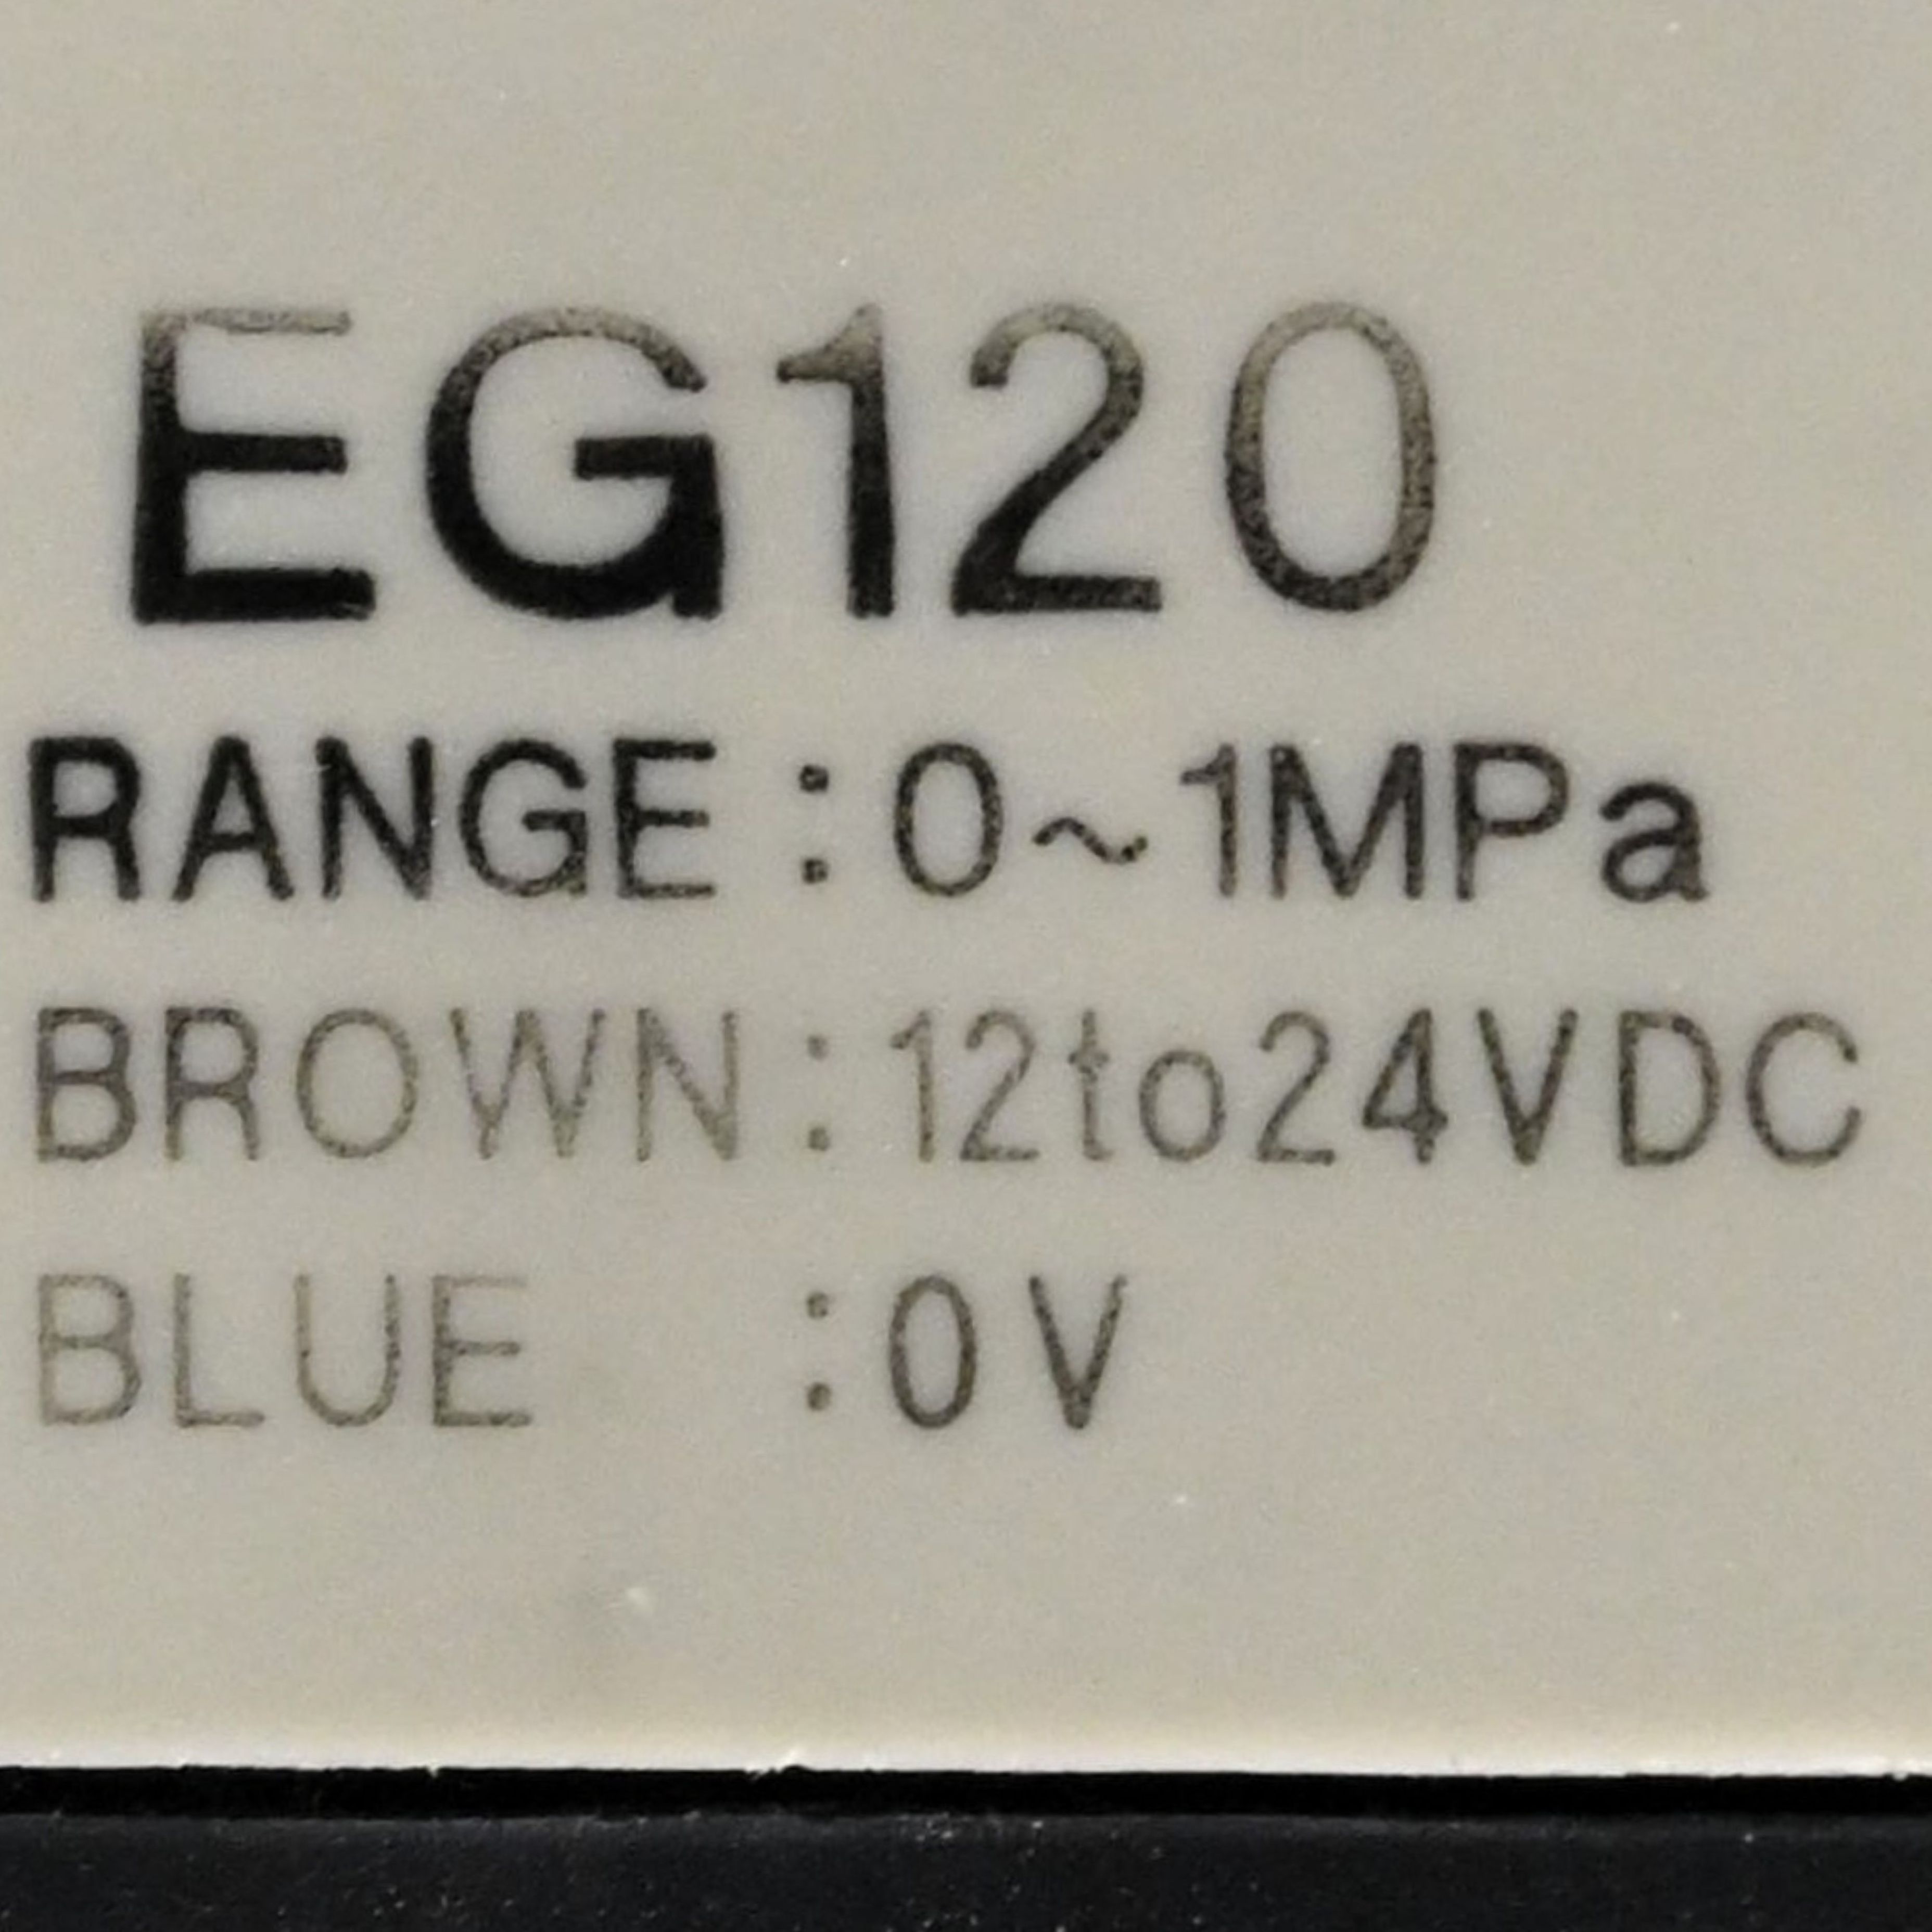 EG120
RANGE : 0~1MPa
BROWN : 12to24VDC
BLUE : 0V